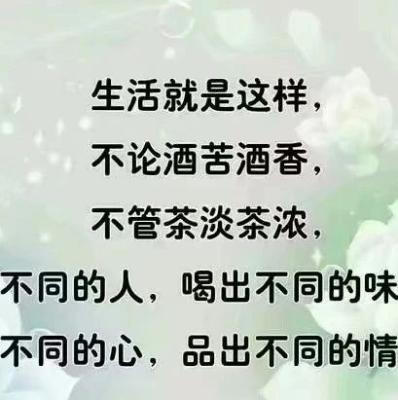 生活就是这样，
不论酒苦酒香，
不管茶淡茶浓，
不同的人，喝出不同的味
不同的心，品出不同的情